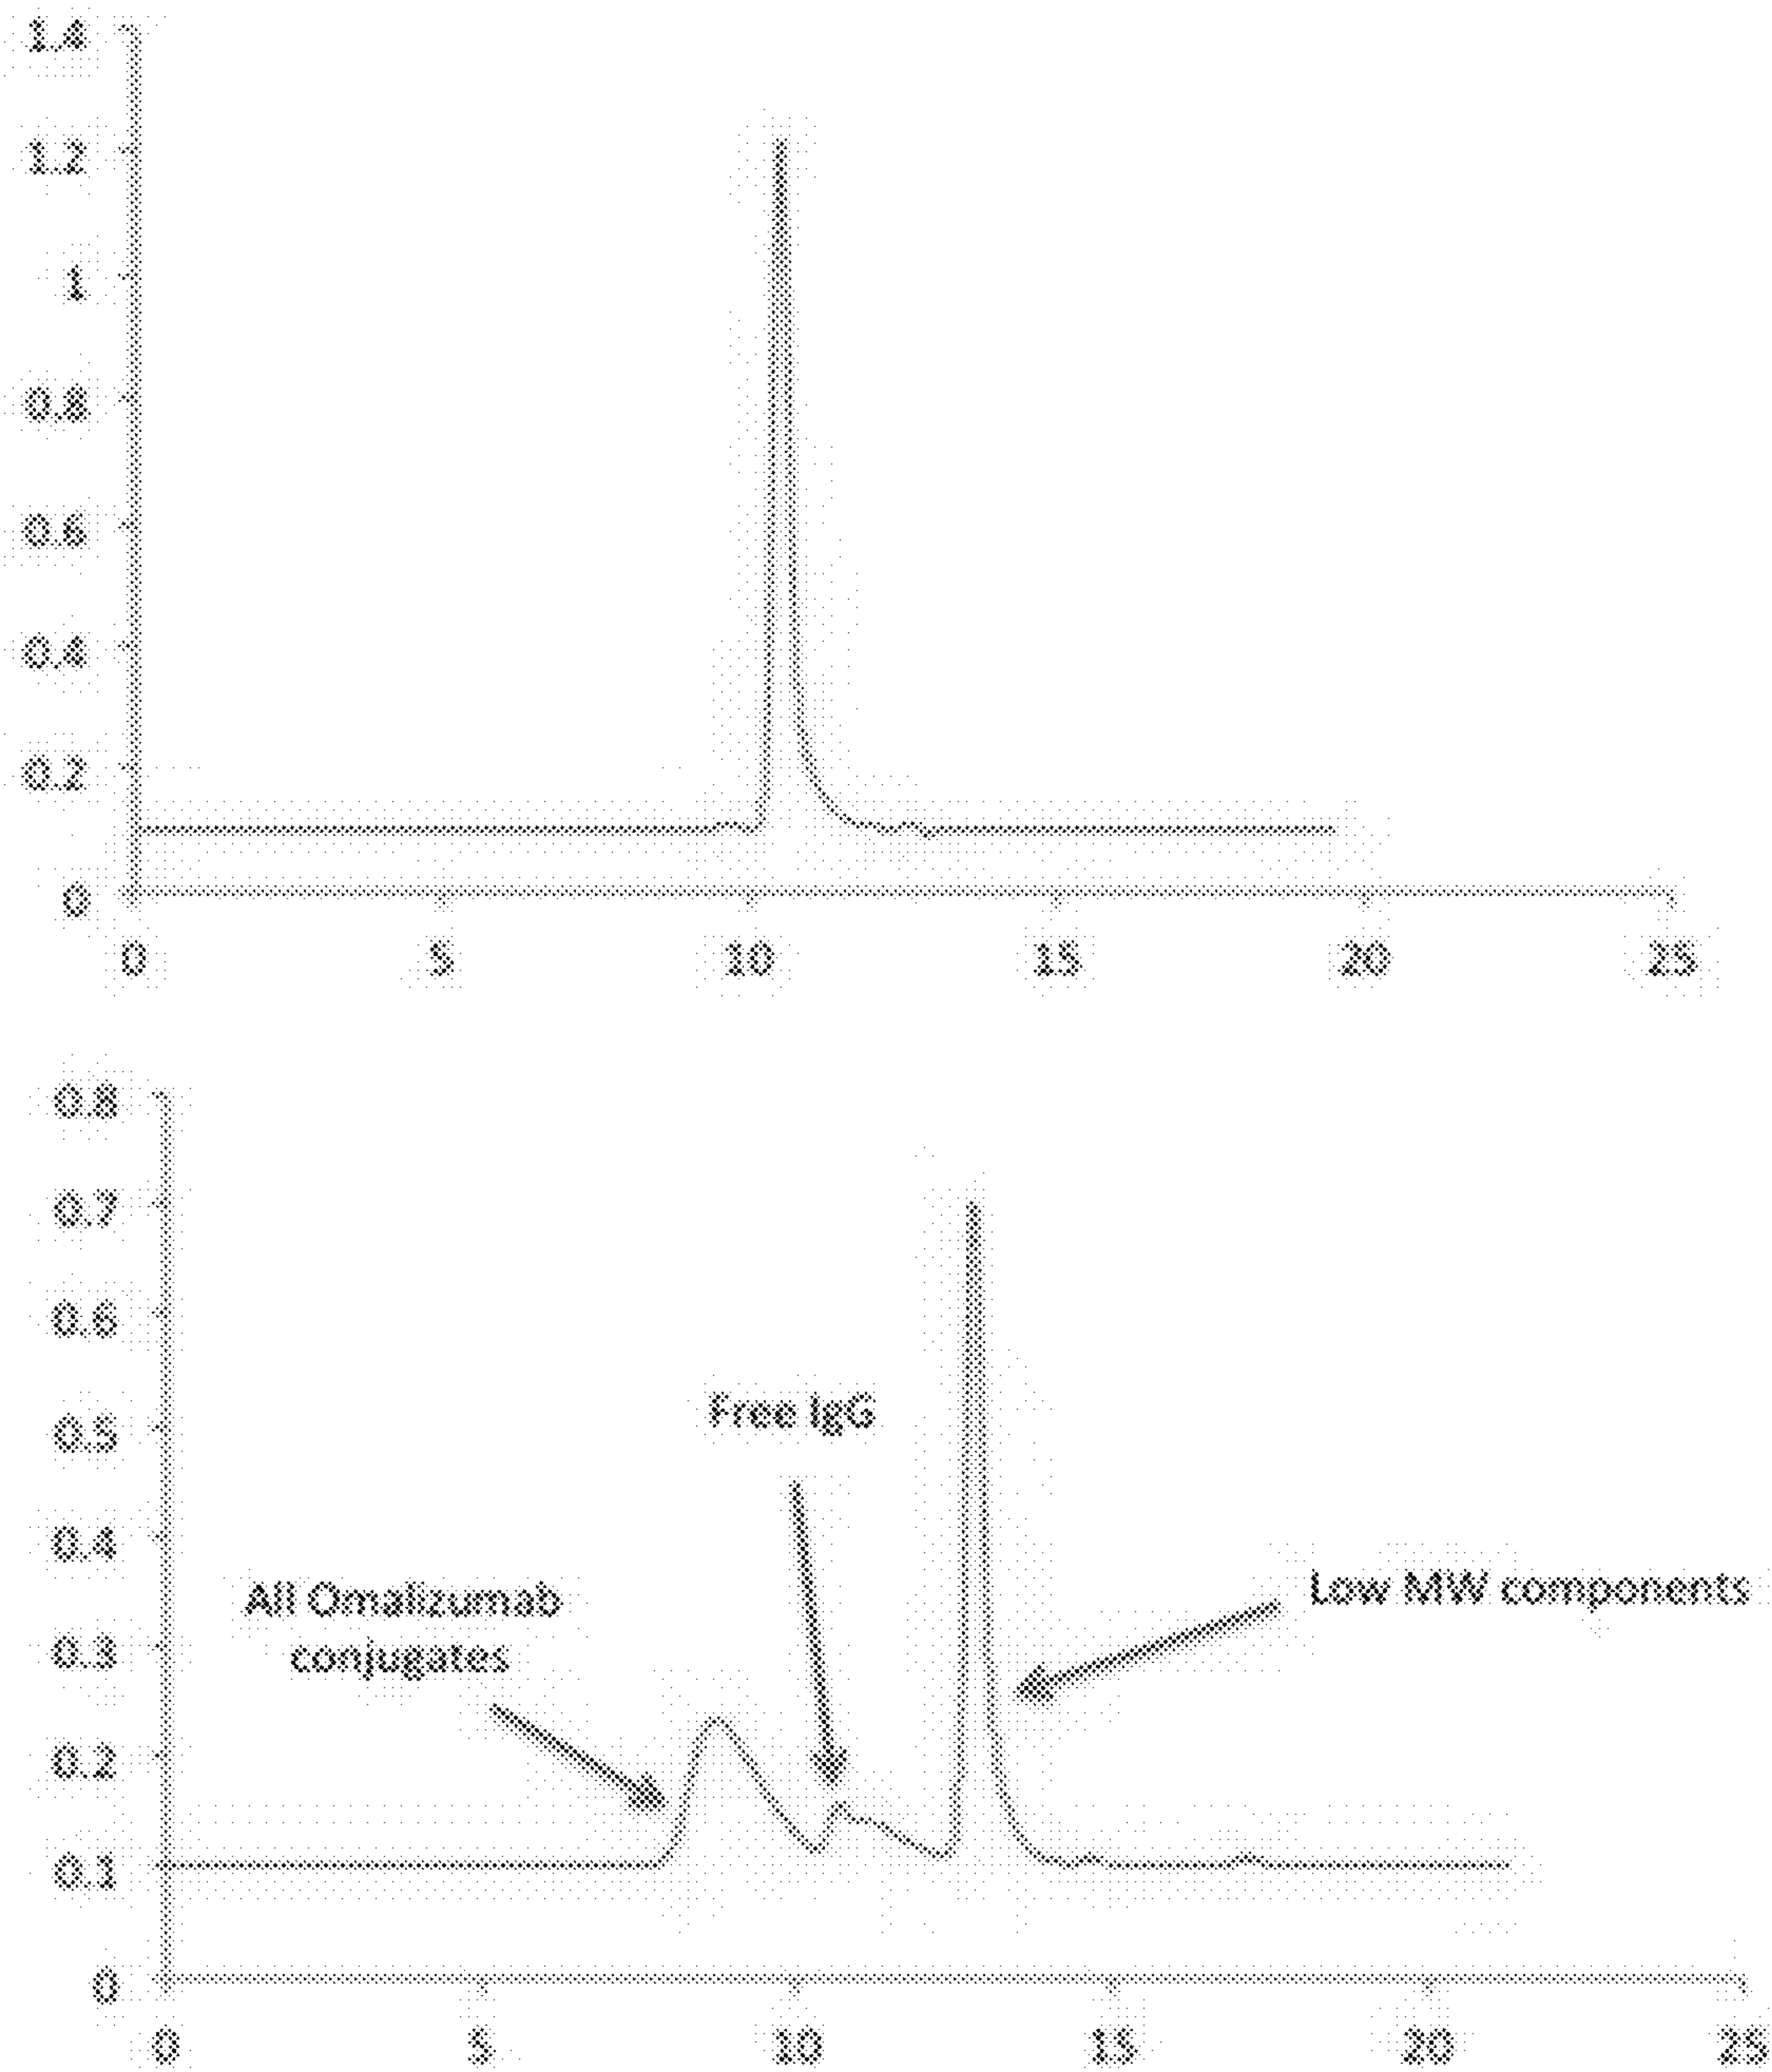 1.4
1.2
1
0.8
0.6
0.4
0.2
0
0 5 10 15 20 25
0.8
0.7
0.6
0.5
0.4
0.3
0.2
0.1
0
Free IgG
All Omalizumab
conjugates
Low MW components
0 5 10 15 20 25